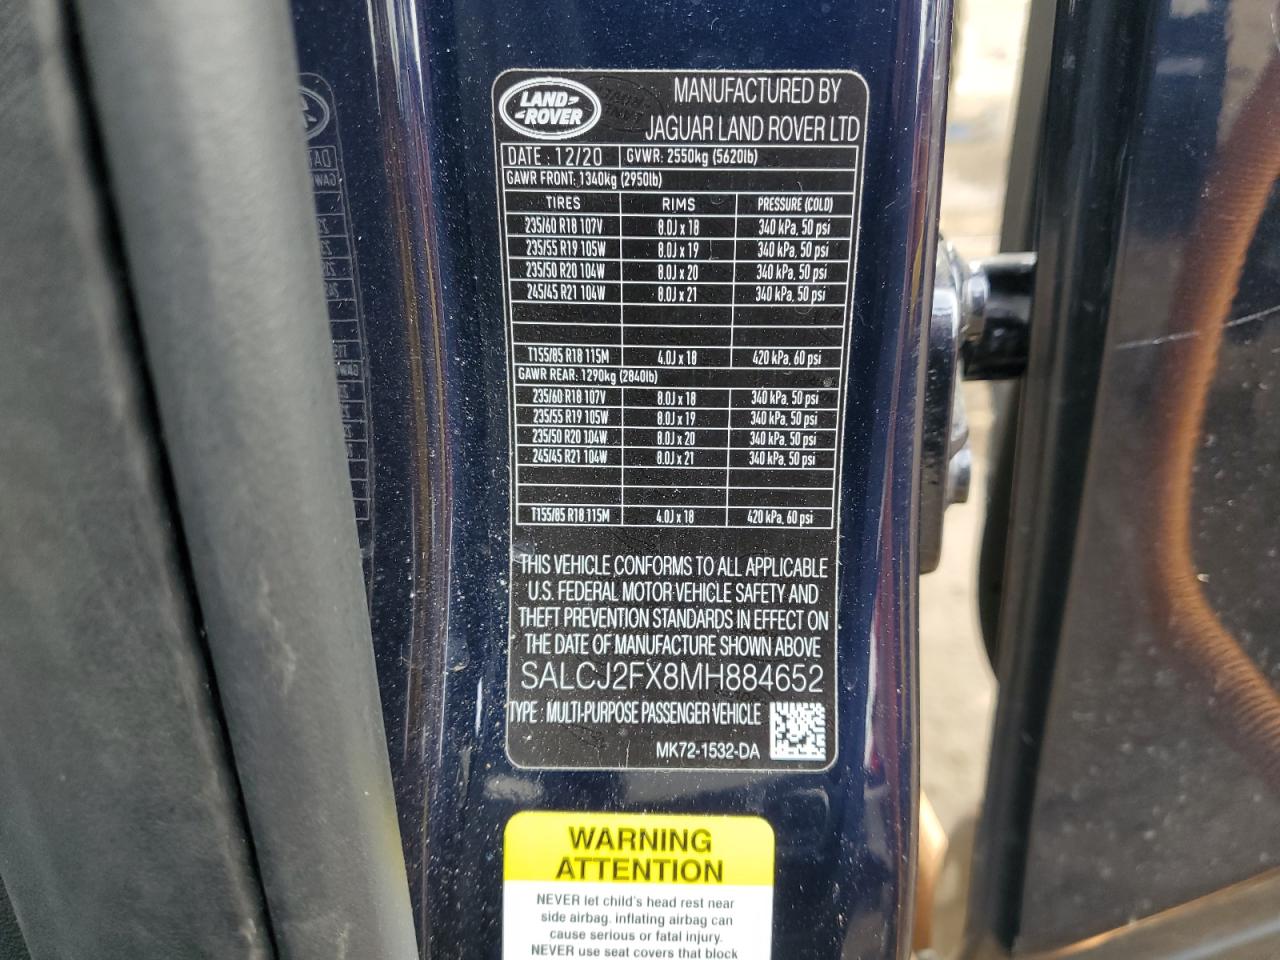 LAND-
-ROVER
MANUFACTURED BY
JAGUAR LAND ROVER LTD
DATE : 12/20 GVWR: 2550kg (5620lb)
GAWR FRONT: 1340kg (2950lb)
TIRES RIMS PRESSURE (COLD)
235/60 R18 107V 8.0J x 18 340 kPa, 50 psi
235/55 R19 105W 8.0J x 19 340 kPa, 50 psi
235/50 R20 104W 8.0J x 20 340 kPa, 50 psi
245/45 R21 104W 8.0J x 21 340 kPa, 50 psi
T155/85 R18 115M 4.0J x 18 420 kPa, 60 psi
GAWR REAR: 1290kg (2840lb)
235/60 R18 107V 8.0J x 18 340 kPa, 50 psi
235/55 R19 105W 8.0J x 19 340 kPa, 50 psi
235/50 R20 104W 8.0J x 20 340 kPa, 50 psi
245/45 R21 104W 8.0J x 21 340 kPa, 50 psi
T155/85 R18 115M 4.0J x 18 420 kPa, 60 psi
THIS VEHICLE CONFORMS TO ALL APPLICABLE
U.S. FEDERAL MOTOR VEHICLE SAFETY AND
THEFT PREVENTION STANDARDS IN EFFECT ON
THE DATE OF MANUFACTURE SHOWN ABOVE
SALCJ2FX8MH884652
TYPE : MULTI-PURPOSE PASSENGER VEHICLE
MK72-1532-DA
WARNING
ATTENTION
NEVER let child's head rest near
side airbag. inflating airbag can
cause serious or fatal injury.
NEVER use seat covers that block